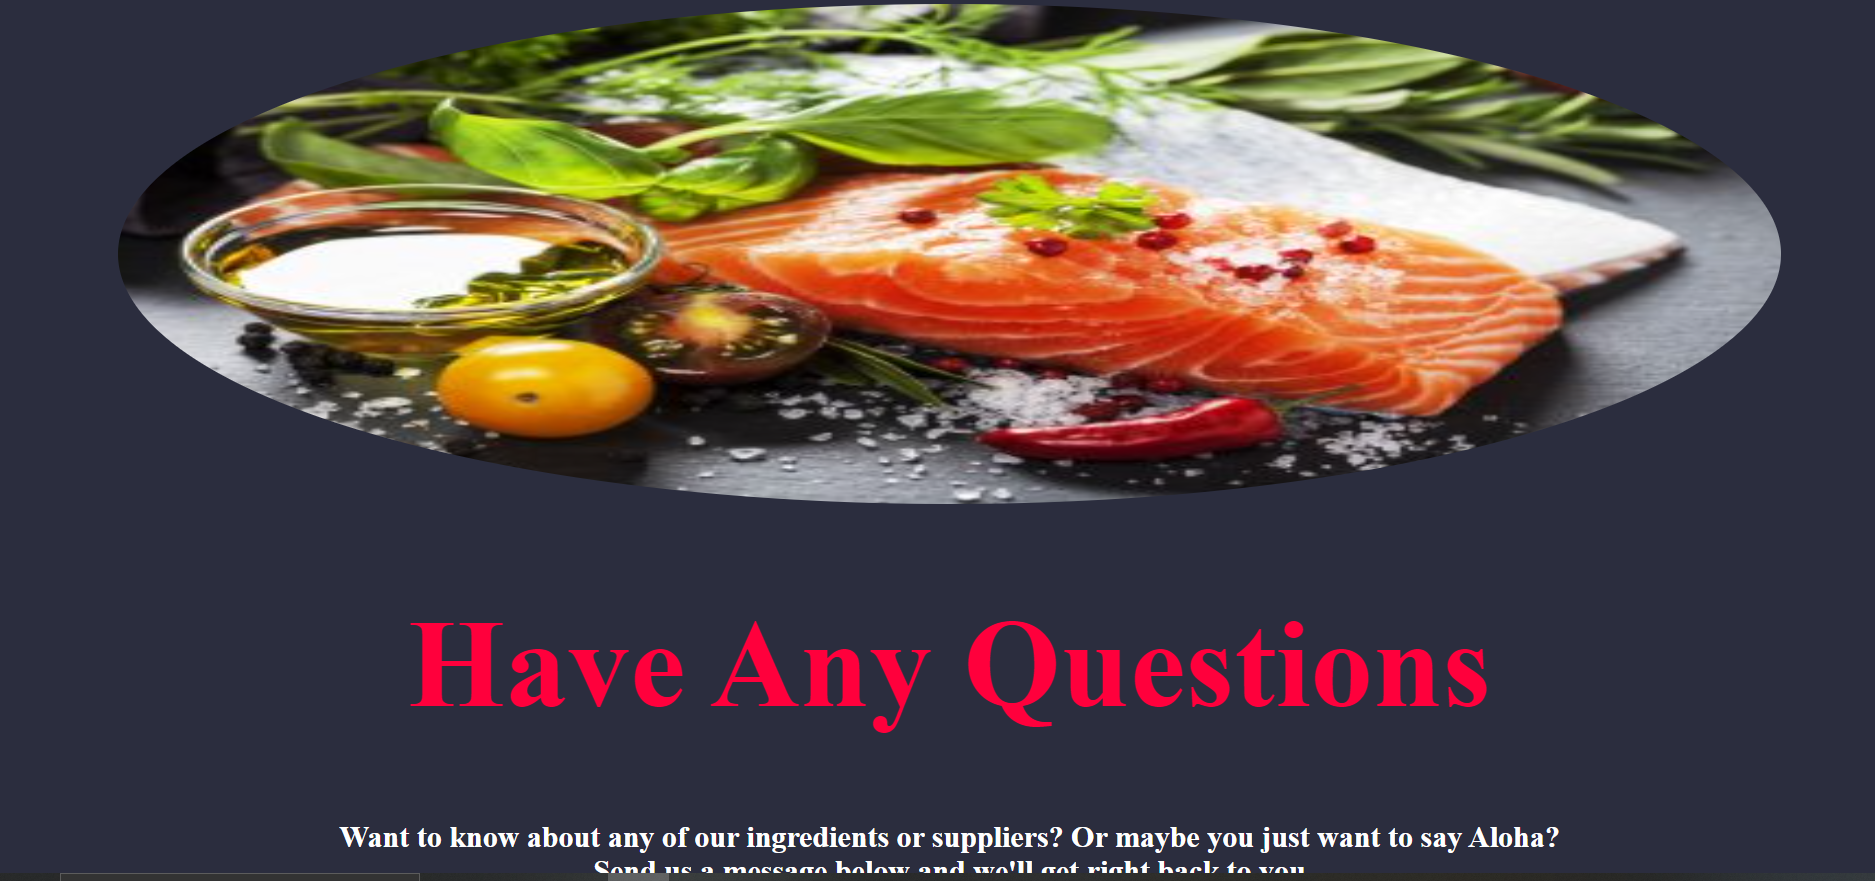 Have Any Questions
Want to know about any of our ingredients or suppliers? Or maybe you just want to say Aloha?
Send us a message below and we'll get right back to you